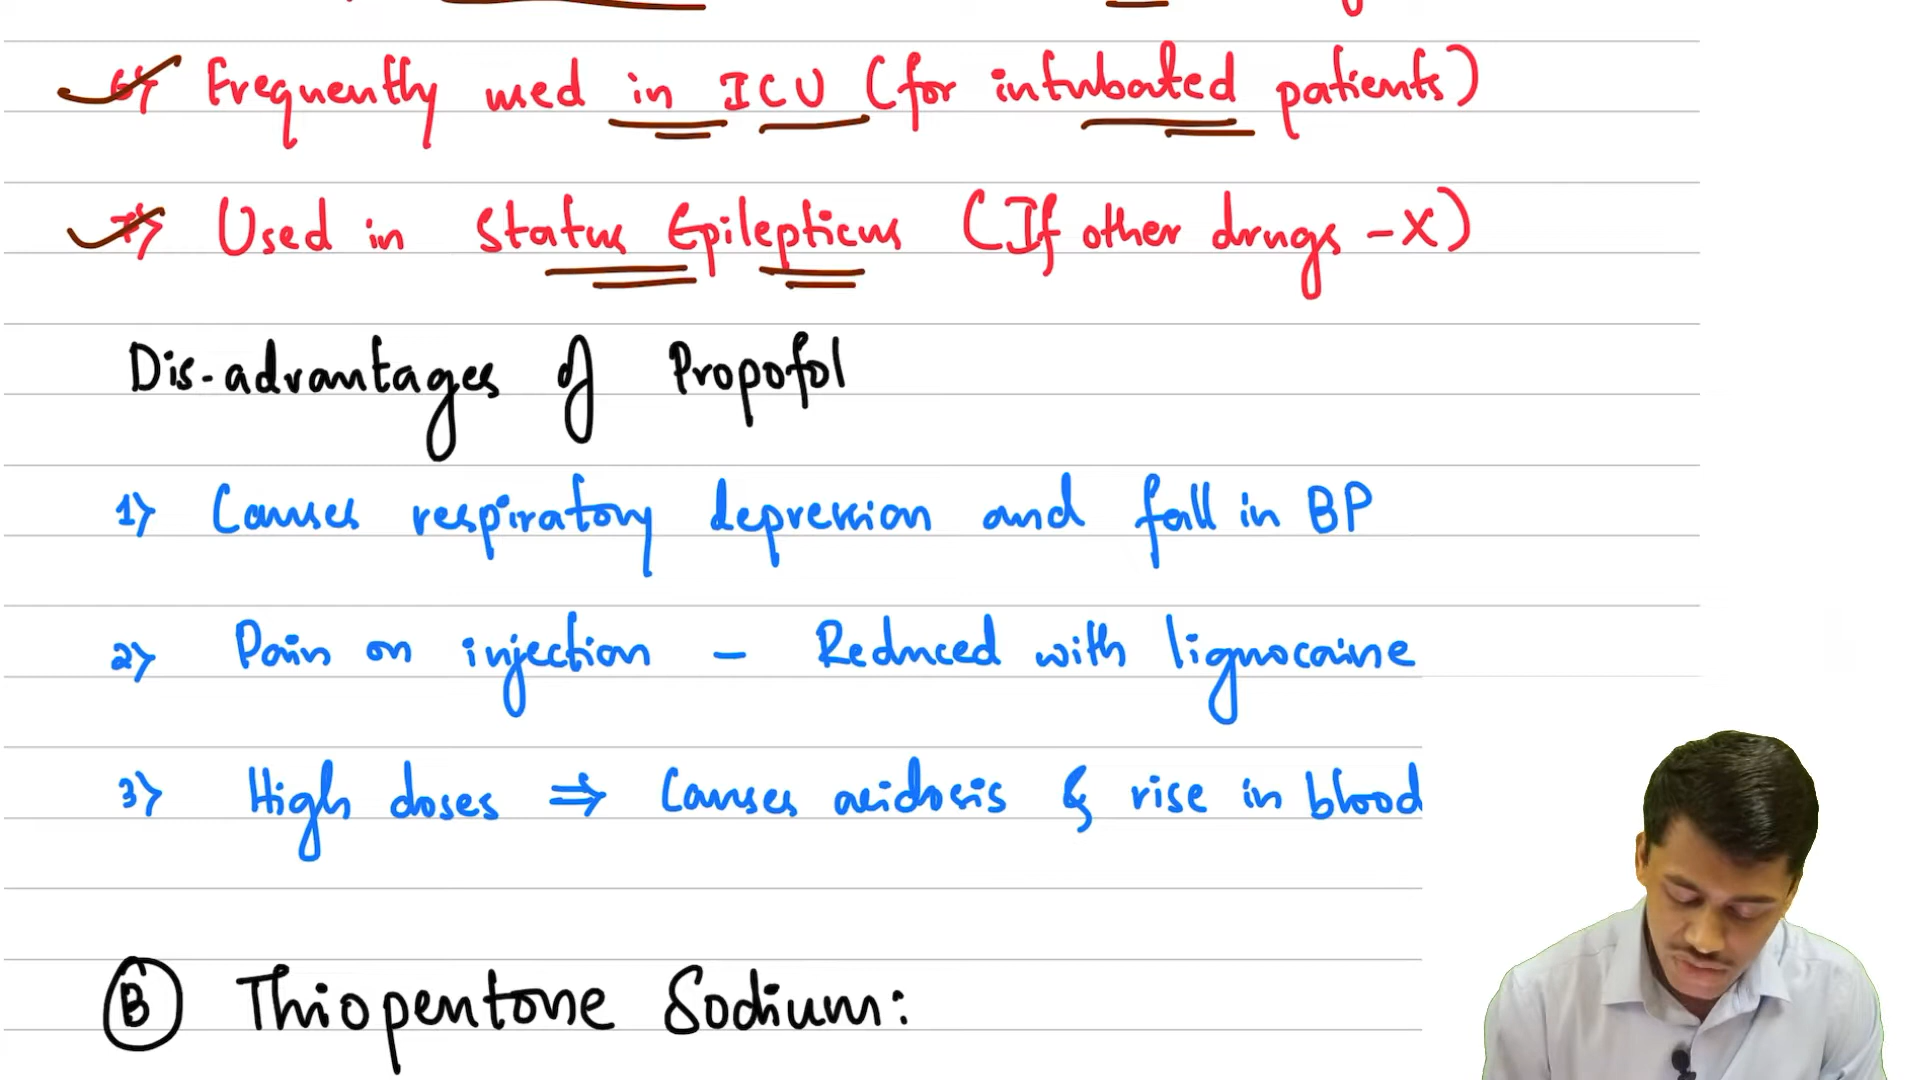 6) Frequently used in ICU (for intubated patients)
7) Used in Status Epilepticus (If other drugs - X)
Dis-advantages of Propofol
1) Causes respiratory depression and fall in BP
2) Pain on injection – Reduced with lignocaine
3) High doses ⇒ Causes acidosis & rise in blood
B Thiopentone Sodium: